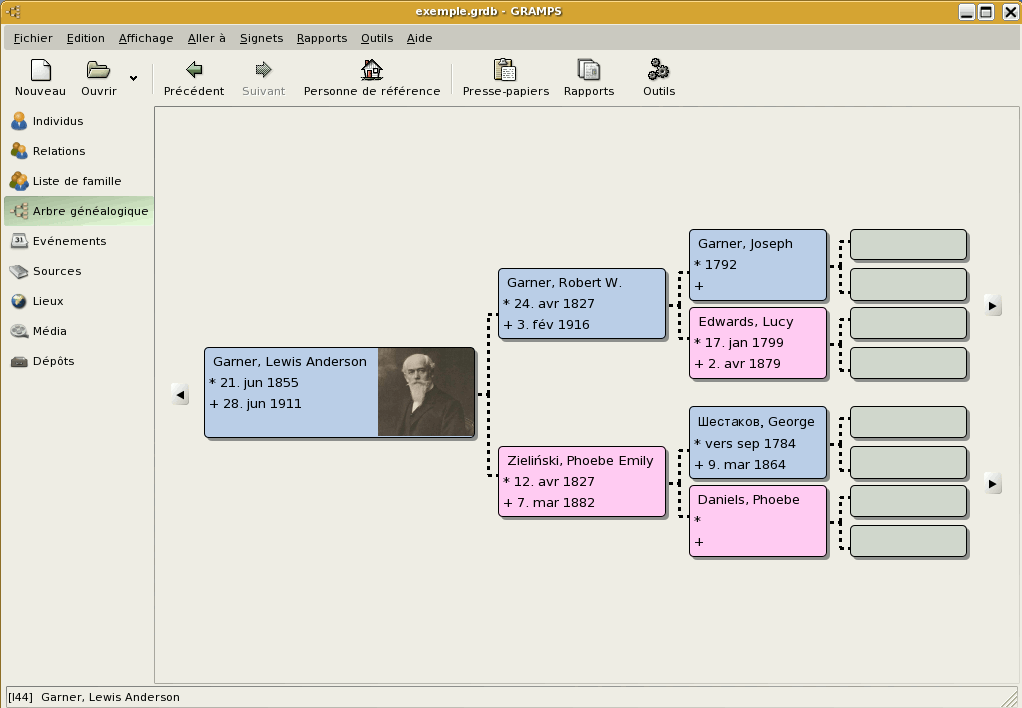 exemple.grdb - GRAMPS
Fichier Edition Affichage Aller à Signets Rapports Outils Aide
Nouveau Ouvrir Précédent Suivant Personne de référence Presse-papiers Rapports Outils
Individus
Relations
Liste de famille
Arbre généalogique
31 Evénements
Sources
Lieux
Média
Dépôts
Garner, Lewis Anderson
* 21. jun 1855
+ 28. jun 1911
Garner, Robert W.
* 24. avr 1827
+ 3. fév 1916
Zieliński, Phoebe Emily
* 12. avr 1827
+ 7. mar 1882
Garner, Joseph
* 1792
+
Edwards, Lucy
* 17. jan 1799
+ 2. avr 1879
Шестаков, George
* vers sep 1784
+ 9. mar 1864
Daniels, Phoebe
*
+
[I44] Garner, Lewis Anderson